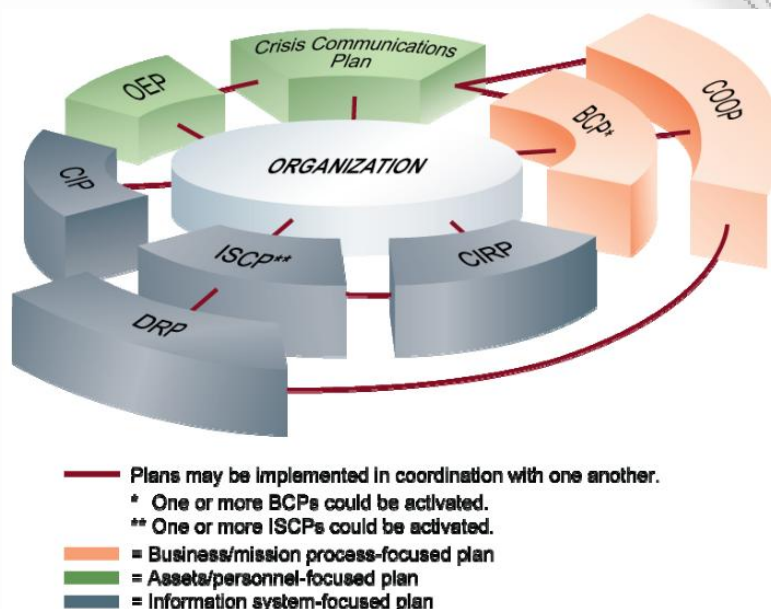 Crisis Communications
Plan
OEP
COOP
BCP*
CIP
ORGANIZATION
ISCP**
CIRP
DRP
Plans may be implemented in coordination with one another.
* One or more BCPs could be activated.
** One or more ISCPs could be activated.
= Business/mission process-focused plan
= Assets/personnel-focused plan
= Information system-focused plan